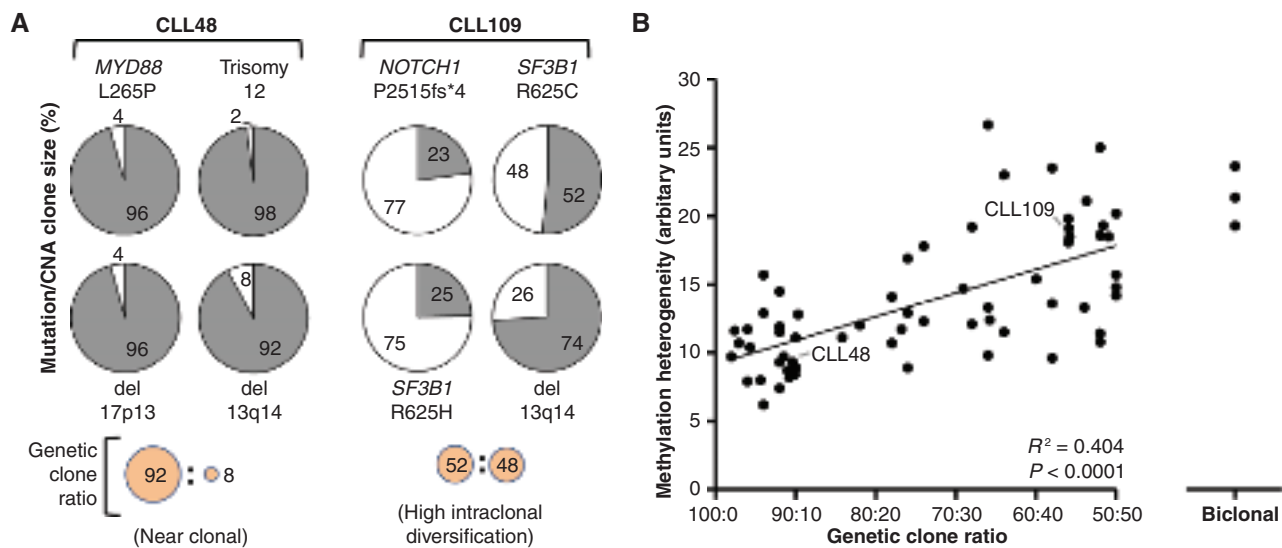 A
CLL48
CLL109
MYD88
L265P
Trisomy
12
NOTCH1
P2515fs*4
SF3B1
R625C
Mutation/CNA clone size (%)
4
96
2
98
23
77
48
52
4
96
8
92
25
75
26
74
del
17p13
del
13q14
SF3B1
R625H
del
13q14
Genetic
clone
ratio
92 : 8
52 : 48
(Near clonal)
(High intraclonal
diversification)
B
Methylation heterogeneity (arbitary units)
30
25
20
15
10
5
0
CLL109
CLL48
R² = 0.404
P < 0.0001
100:0 90:10 80:20 70:30 60:40 50:50
Biclonal
Genetic clone ratio